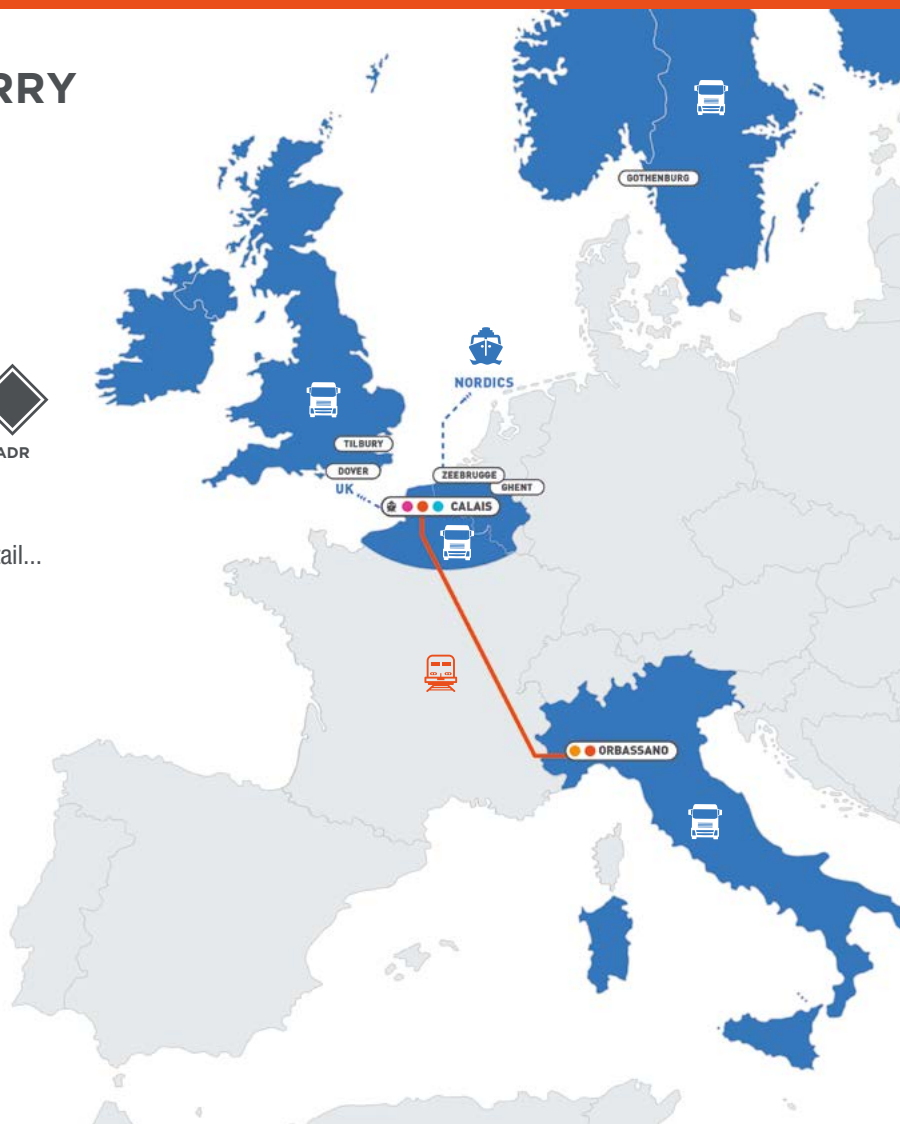 RRY
GOTHENBURG
NORDICS
TILBURY
ADR
DOVER
ZEEBRUGGE
GHENT
UK
CALAIS
ail...
ORBASSANO